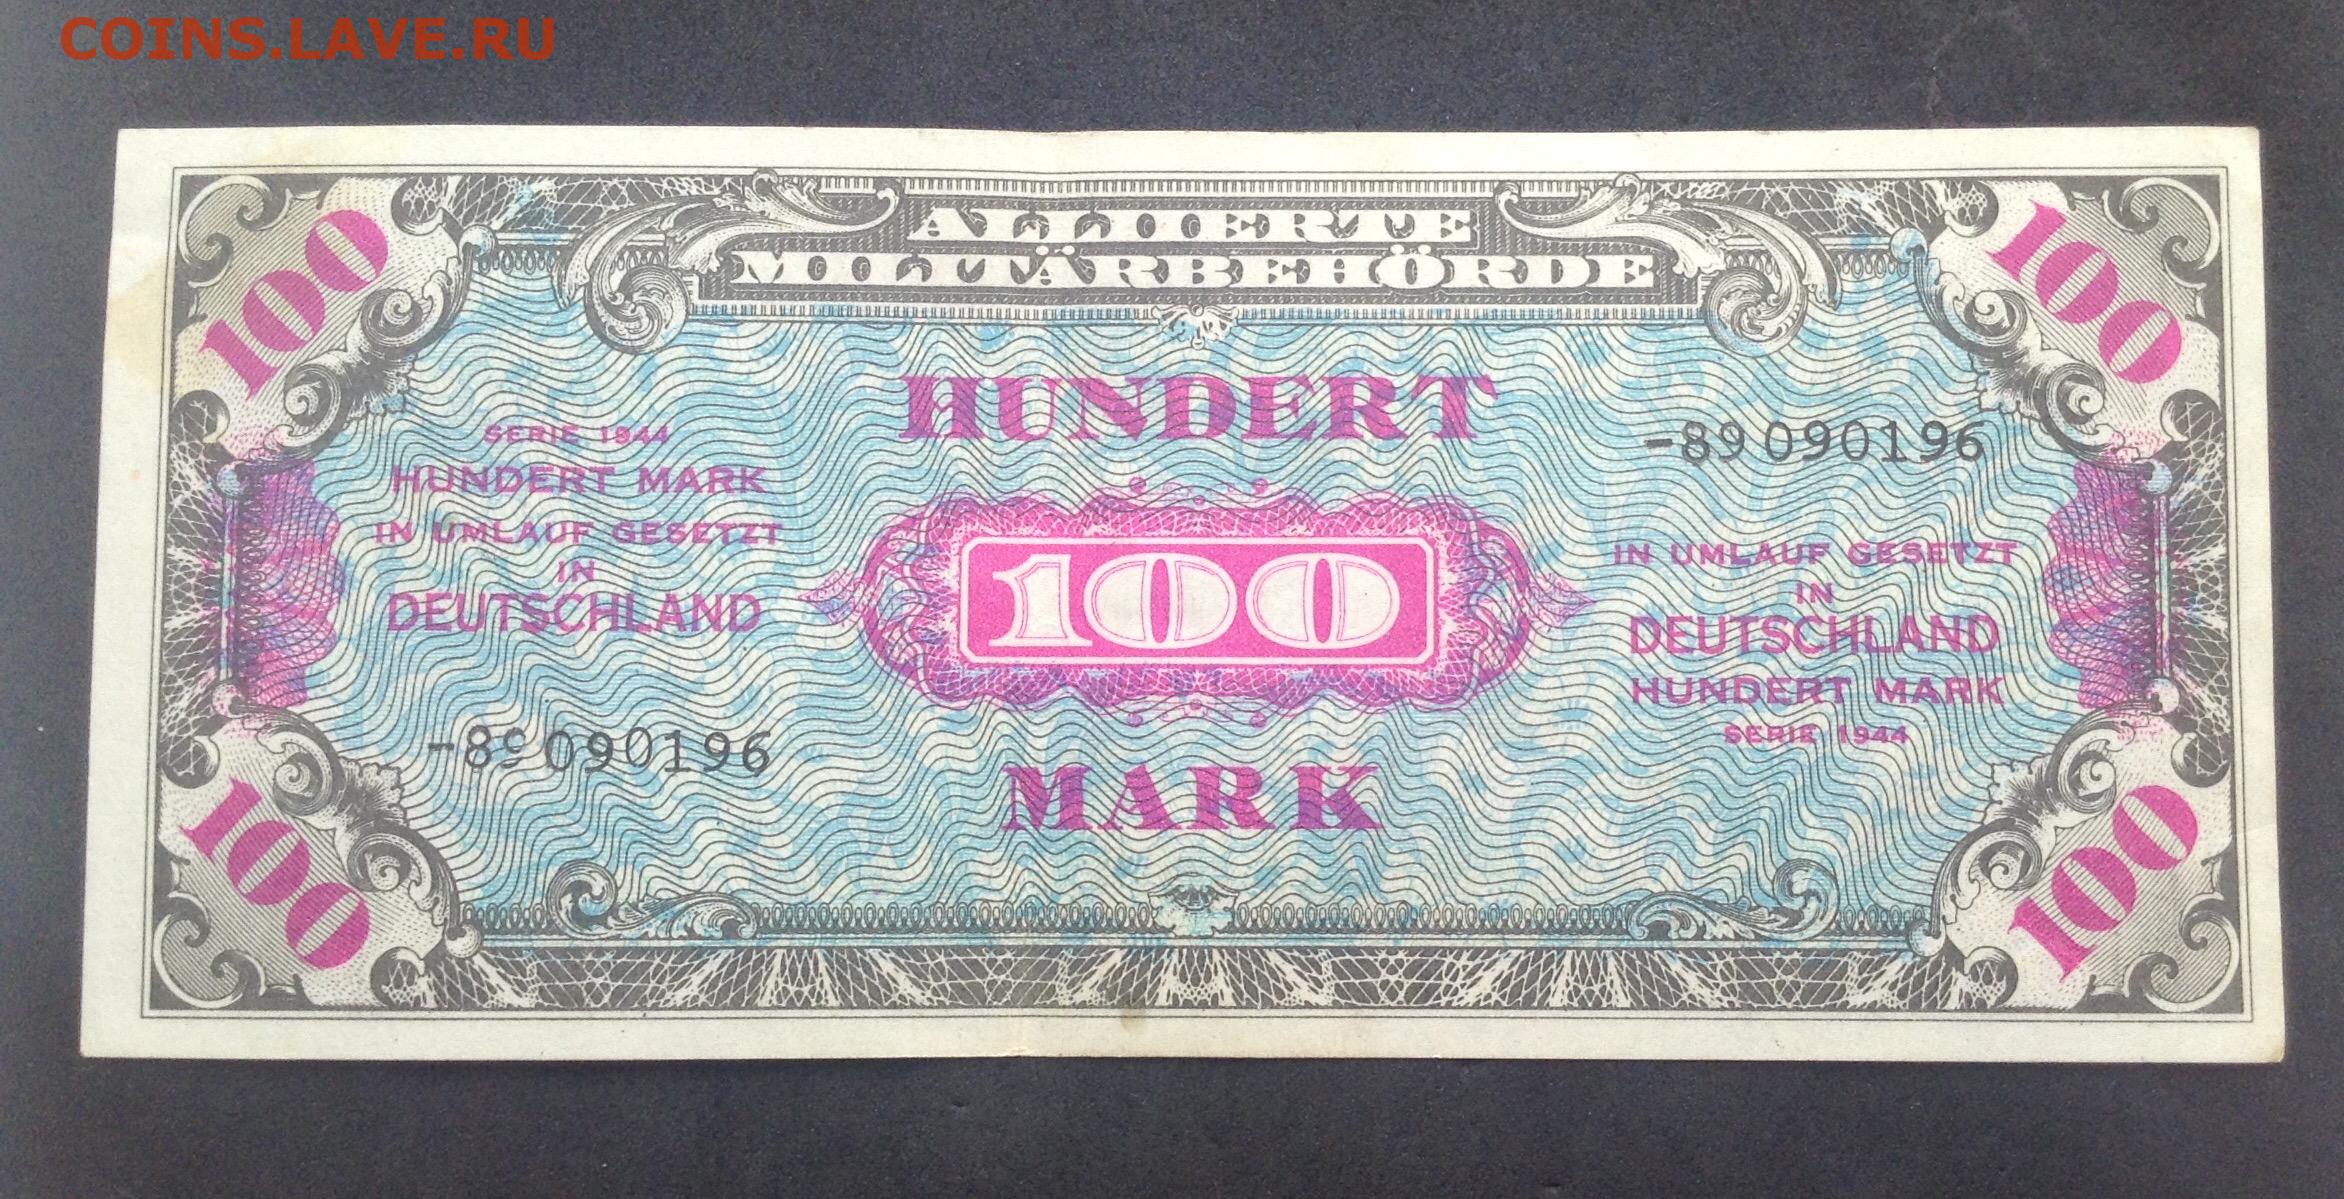 COINS.LAVE.RU
100
ALLIIERTE
MILITÄRBEHÖRDE
100
HUNDERT
SERIE 1944
HUNDERT MARK
IN UMLAUF GESETZT
IN
DEUTSCHLAND
-89090196
100
-89090196
IN UMLAUF GESETZT
IN
DEUTSCHLAND
HUNDERT MARK
SERIE 1944
MARK
100
100